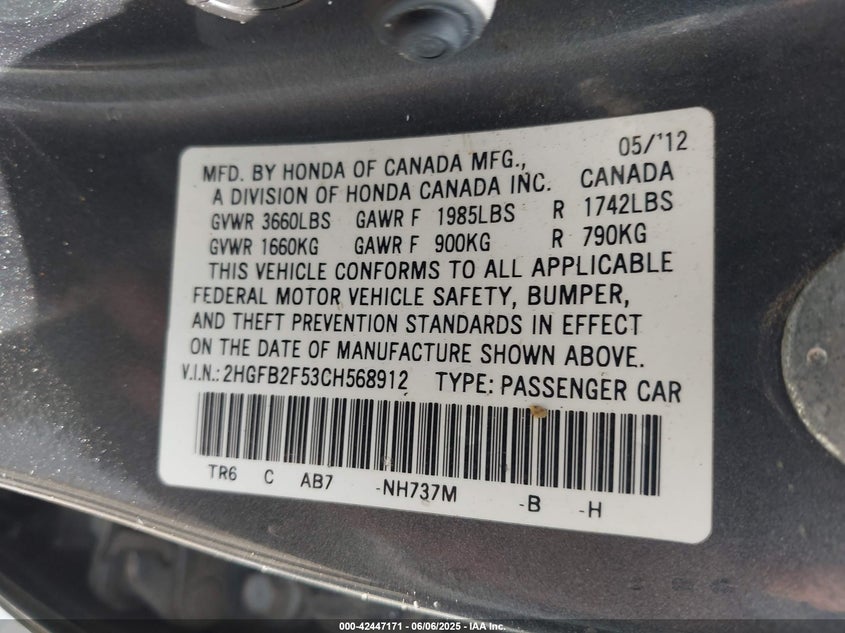 05/'12
MFD. BY HONDA OF CANADA MFG.,
A DIVISION OF HONDA CANADA INC. CANADA
GVWR 3660LBS GAWR F 1985LBS R 1742LBS
GVWR 1660KG GAWR F 900KG R 790KG
THIS VEHICLE CONFORMS TO ALL APPLICABLE
FEDERAL MOTOR VEHICLE SAFETY, BUMPER,
AND THEFT PREVENTION STANDARDS IN EFFECT
ON THE DATE OF MANUFACTURE SHOWN ABOVE.
V.I.N.: 2HGFB2F53CH568912 TYPE: PASSENGER CAR
TR6 C AB7 -NH737M -B -H
000-42447171 - 06/06/2025 - IAA Inc.